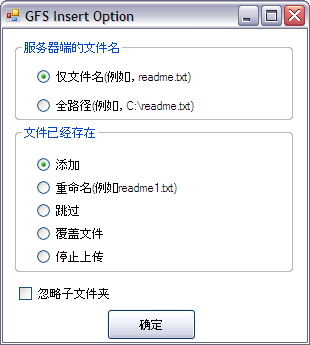 GFS Insert Option
服务器端的文件名
仅文件名(例如, readme.txt)
全路径(例如, C:\readme.txt)
文件已经存在
添加
重命名(例如readme1.txt)
跳过
覆盖文件
停止上传
忽略子文件夹
确定